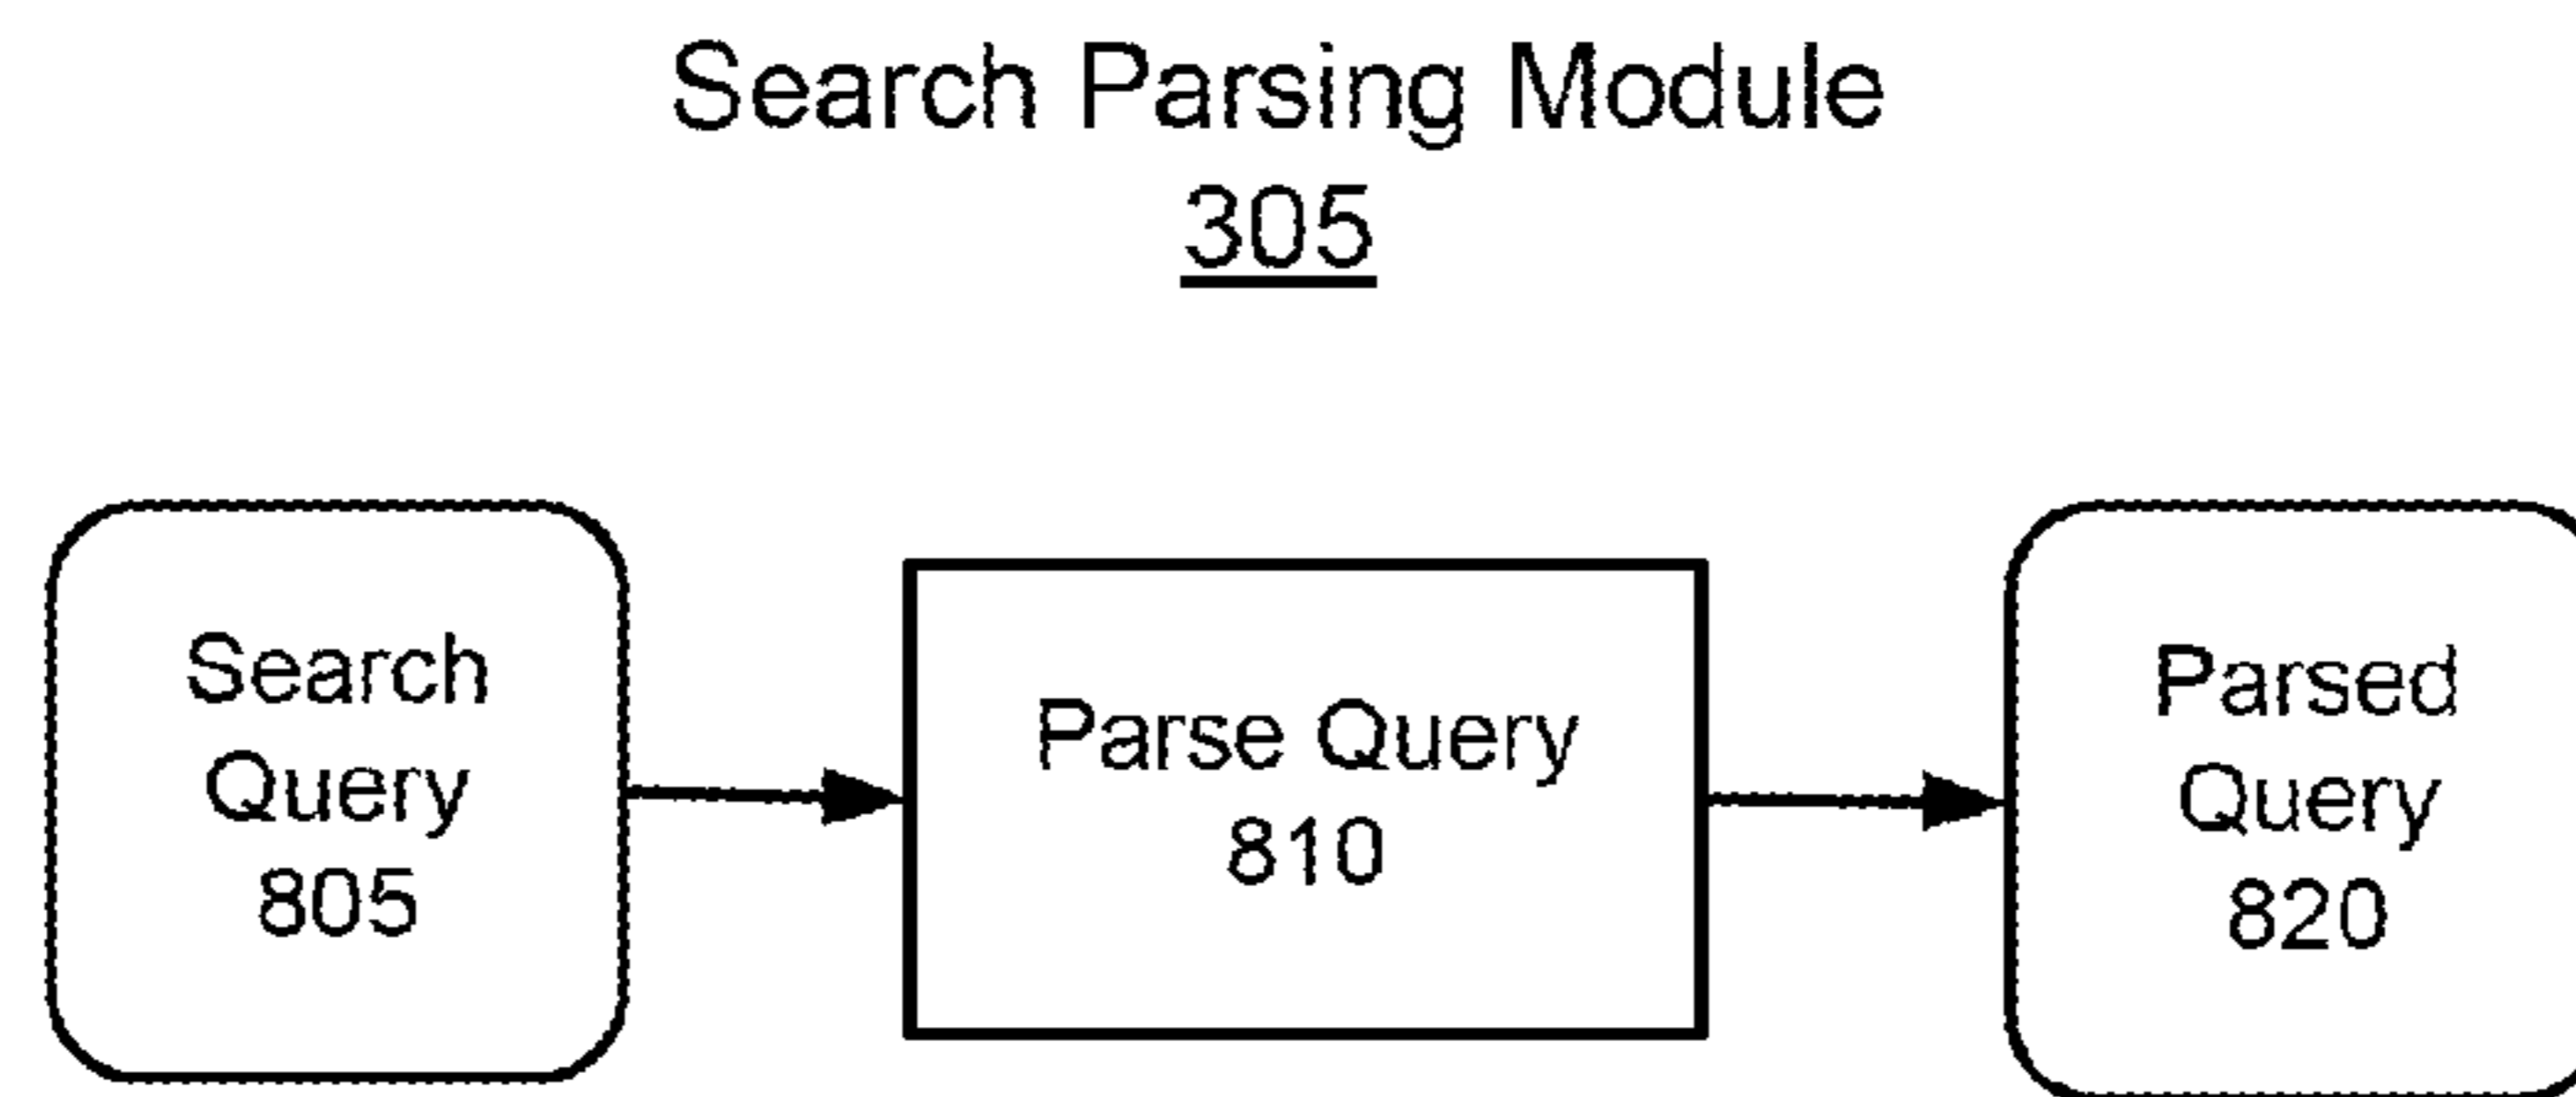 Search Parsing Module
305
Search
Query
805
Parse Query
810
Parsed
Query
820